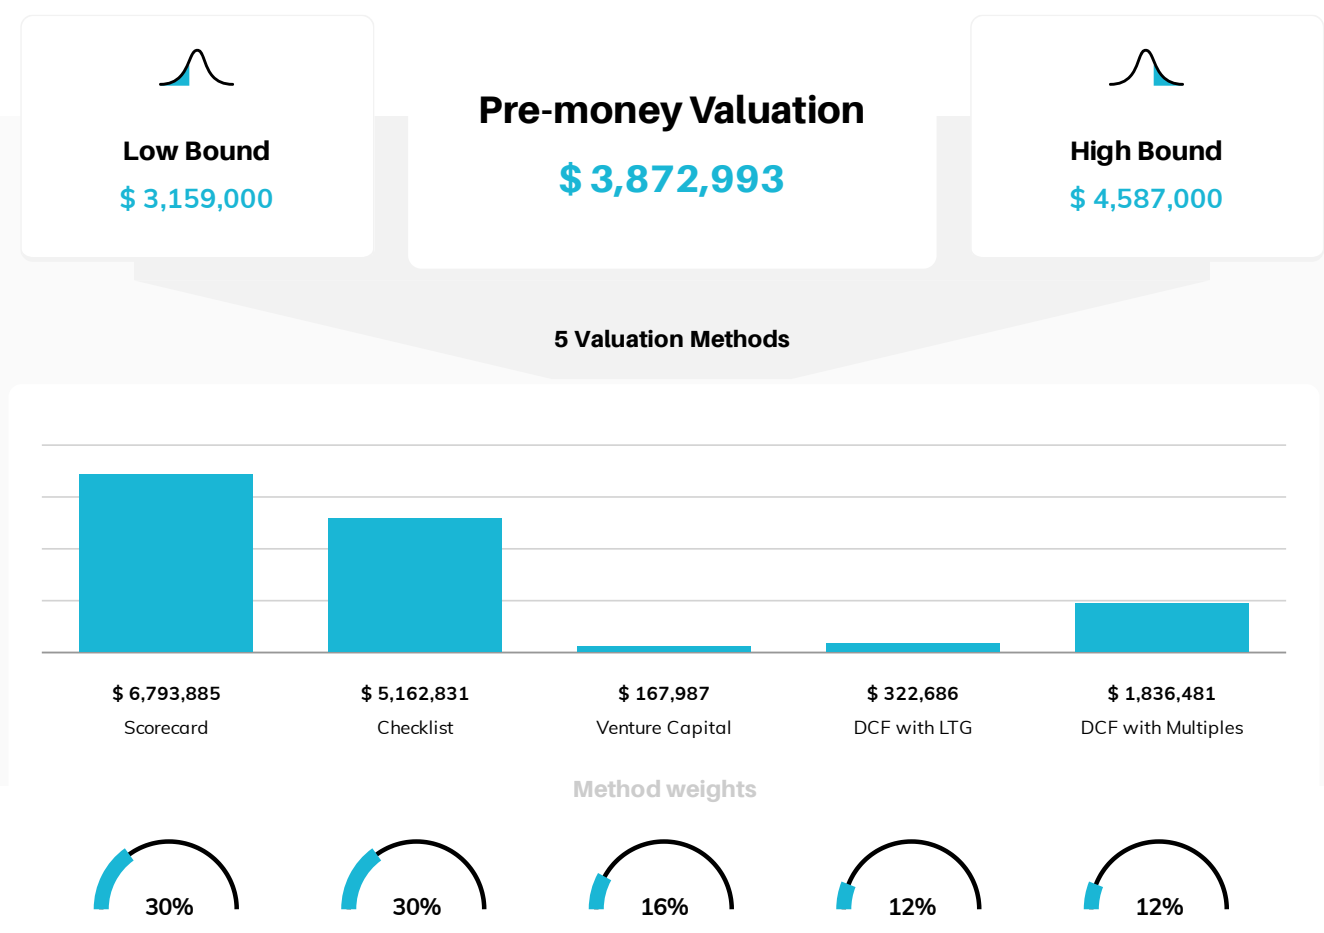 Pre-money Valuation
$ 3,872,993
Low Bound
$ 3,159,000
High Bound
$ 4,587,000
5 Valuation Methods
$ 6,793,885
Scorecard
$ 5,162,831
Checklist
$ 167,987
Venture Capital
$ 322,686
DCF with LTG
$ 1,836,481
DCF with Multiples
Method weights
30%
30%
16%
12%
12%